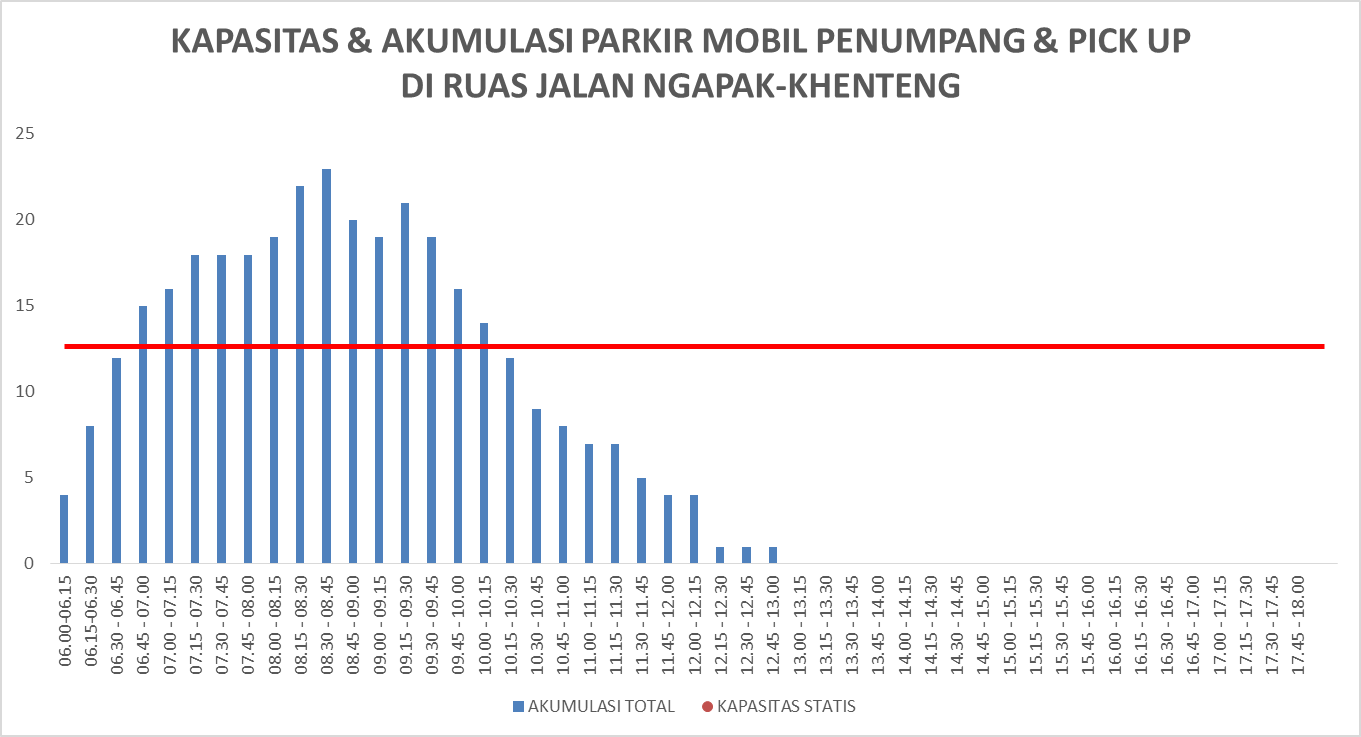 KAPASITAS & AKUMULASI PARKIR MOBIL PENUMPANG & PICK UP
DI RUAS JALAN NGAPAK-KHENTENG
25
20
15
10
5
0
06.00-06.15
06.15-06.30
06.30 - 06.45
06.45 - 07.00
07.00 - 07.15
07.15 - 07.30
07.30 - 07.45
07.45 - 08.00
08.00 - 08.15
08.15 - 08.30
08.30 - 08.45
08.45 - 09.00
09.00 - 09.15
09.15 - 09.30
09.30 - 09.45
09.45 - 10.00
10.00 - 10.15
10.15 - 10.30
10.30 - 10.45
10.45 - 11.00
11.00 - 11.15
11.15 - 11.30
11.30 - 11.45
11.45 - 12.00
12.00 - 12.15
12.15 - 12.30
12.30 - 12.45
12.45 - 13.00
13.00 - 13.15
13.15 - 13.30
13.30 - 13.45
13.45 - 14.00
14.00 - 14.15
14.15 - 14.30
14.30 - 14.45
14.45 - 15.00
15.00 - 15.15
15.15 - 15.30
15.30 - 15.45
15.45 - 16.00
16.00 - 16.15
16.15 - 16.30
16.30 - 16.45
16.45 - 17.00
17.00 - 17.15
17.15 - 17.30
17.30 - 17.45
17.45 - 18.00
AKUMULASI TOTAL
KAPASITAS STATIS